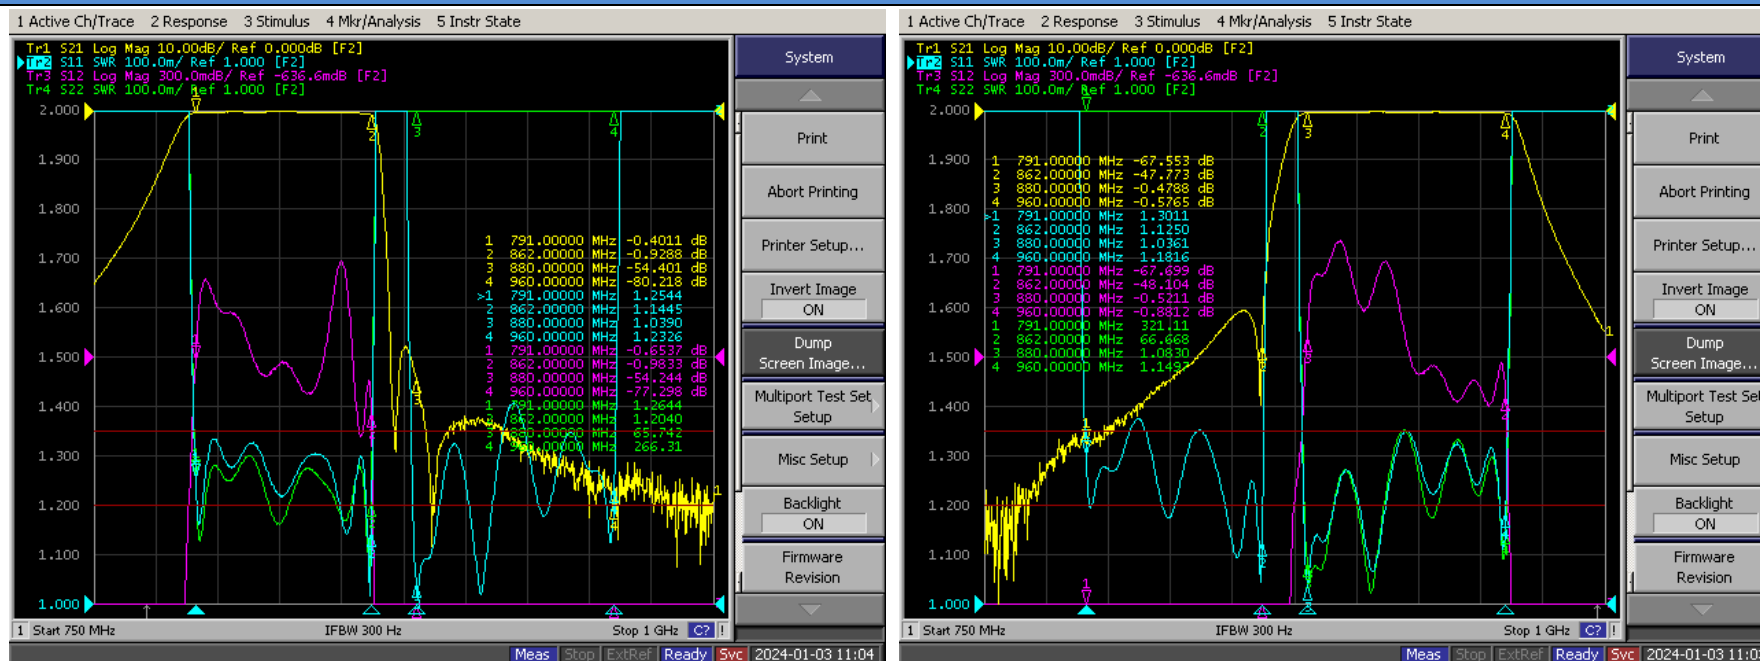 1 Active Ch/Trace 2 Response 3 Stimulus 4 Mkr/Analysis 5 Instr State
Tr1 S21 Log Mag 10.00dB/ Ref 0.000dB [F2]
Tr2 S11 SWR 100.0m/ Ref 1.000 [F2]
Tr3 S12 Log Mag 300.0mdB/ Ref -636.6mdB [F2]
Tr4 S22 SWR 100.0m/ Ref 1.000 [F2]
2.000
1.900
1.800
1.700
1.600
1.500
1.400
1.300
1.200
1.100
1.000
1 791.00000 MHz -0.4011 dB
2 862.00000 MHz -0.9288 dB
3 880.00000 MHz -54.401 dB
4 960.00000 MHz -80.218 dB
>1 791.00000 MHz 1.2544
2 862.00000 MHz 1.1445
3 880.00000 MHz 1.0390
4 960.00000 MHz 1.2326
1 791.00000 MHz -0.6537 dB
2 862.00000 MHz -0.9833 dB
3 880.00000 MHz -54.244 dB
4 960.00000 MHz -77.298 dB
1 791.00000 MHz 1.2644
862.00000 MHz 1.2040
880.00000 MHz 65.742
4 960.00000 MHz 266.31
1 Start 750 MHz IFBW 300 Hz Stop 1 GHz C? !
System
Print
Abort Printing
Printer Setup...
Invert Image
ON
Dump
Screen Image...
Multiport Test Set
Setup
Misc Setup
Backlight
ON
Firmware
Revision
Meas Stop ExtRef Ready Svc 2024-01-03 11:04
1 Active Ch/Trace 2 Response 3 Stimulus 4 Mkr/Analysis 5 Instr State
Tr1 S21 Log Mag 10.00dB/ Ref 0.000dB [F2]
Tr2 S11 SWR 100.0m/ Ref 1.000 [F2]
Tr3 S12 Log Mag 300.0mdB/ Ref -636.6mdB [F2]
Tr4 S22 SWR 100.0m/ Ref 1.000 [F2]
2.000
1.900
1.800
1.700
1.600
1.500
1.400
1.300
1.200
1.100
1.000
1 791.00000 MHz -67.553 dB
2 862.00000 MHz -47.773 dB
3 880.00000 MHz -0.4788 dB
4 960.00000 MHz -0.5765 dB
>1 791.00000 MHz 1.3011
2 862.00000 MHz 1.1250
3 880.00000 MHz 1.0361
4 960.00000 MHz 1.1816
1 791.00000 MHz -67.699 dB
2 862.00000 MHz -48.104 dB
3 880.00000 MHz -0.5211 dB
4 960.00000 MHz -0.8812 dB
1 791.00000 MHz 321.11
2 862.00000 MHz 66.668
3 880.00000 MHz 1.0830
4 960.00000 MHz 1.1497
1 Start 750 MHz IFBW 300 Hz Stop 1 GHz C? !
System
Print
Abort Printing
Printer Setup...
Invert Image
ON
Dump
Screen Image...
Multiport Test Set
Setup
Misc Setup
Backlight
ON
Firmware
Revision
Meas Stop ExtRef Ready Svc 2024-01-03 11:0